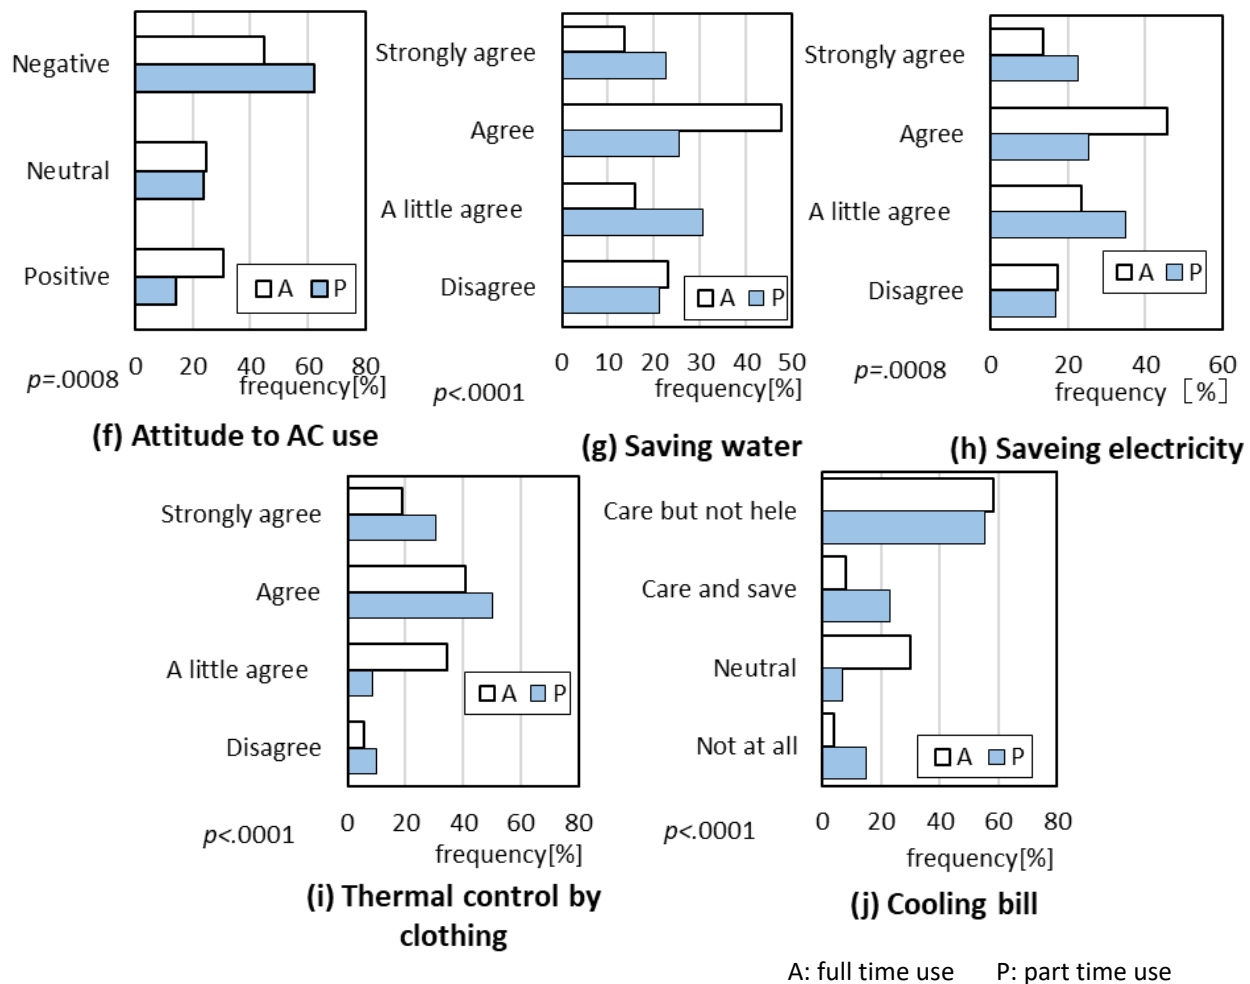 Negative
Neutral
Positive
A P
0 20 40 60 80
p=.0008
frequency[%]
(f) Attitude to AC use
Strongly agree
Agree
A little agree
Disagree
A P
0 10 20 30 40 50
p<.0001
frequency[%]
(g) Saving water
Strongly agree
Agree
A little agree
Disagree
A P
0 20 40 60
p=.0008
frequency [%]
(h) Saveing electricity
Strongly agree
Agree
A little agree
Disagree
A P
0 20 40 60 80
p<.0001
frequency[%]
(i) Thermal control by
clothing
Care but not hele
Care and save
Neutral
Not at all
A P
0 20 40 60 80
p<.0001
frequency[%]
(j) Cooling bill
A: full time use P: part time use